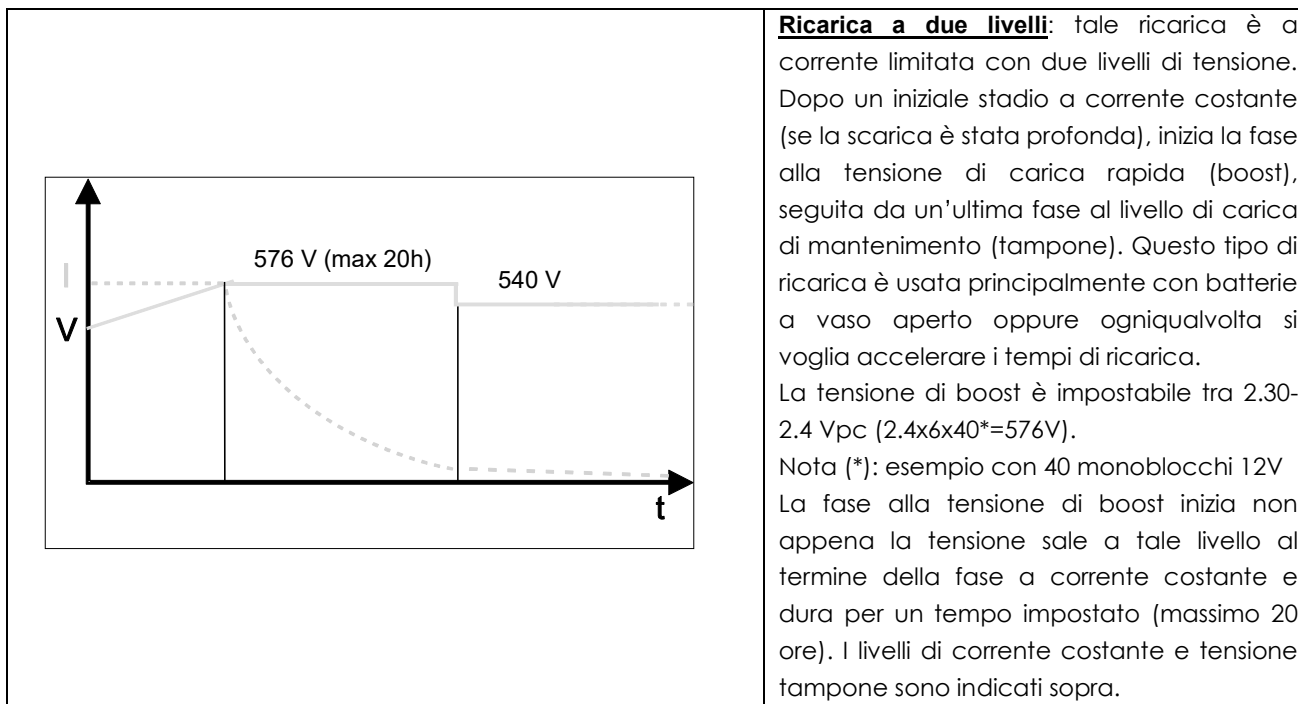 I
V
576 V (max 20h)
540 V
t
Ricarica a due livelli: tale ricarica è a
corrente limitata con due livelli di tensione.
Dopo un iniziale stadio a corrente costante
(se la scarica è stata profonda), inizia la fase
alla tensione di carica rapida (boost),
seguita da un’ultima fase al livello di carica
di mantenimento (tampone). Questo tipo di
ricarica è usata principalmente con batterie
a vaso aperto oppure ogniqualvolta si
voglia accelerare i tempi di ricarica.
La tensione di boost è impostabile tra 2.30-
2.4 Vpc (2.4x6x40*=576V).
Nota (*): esempio con 40 monoblocchi 12V
La fase alla tensione di boost inizia non
appena la tensione sale a tale livello al
termine della fase a corrente costante e
dura per un tempo impostato (massimo 20
ore). I livelli di corrente costante e tensione
tampone sono indicati sopra.